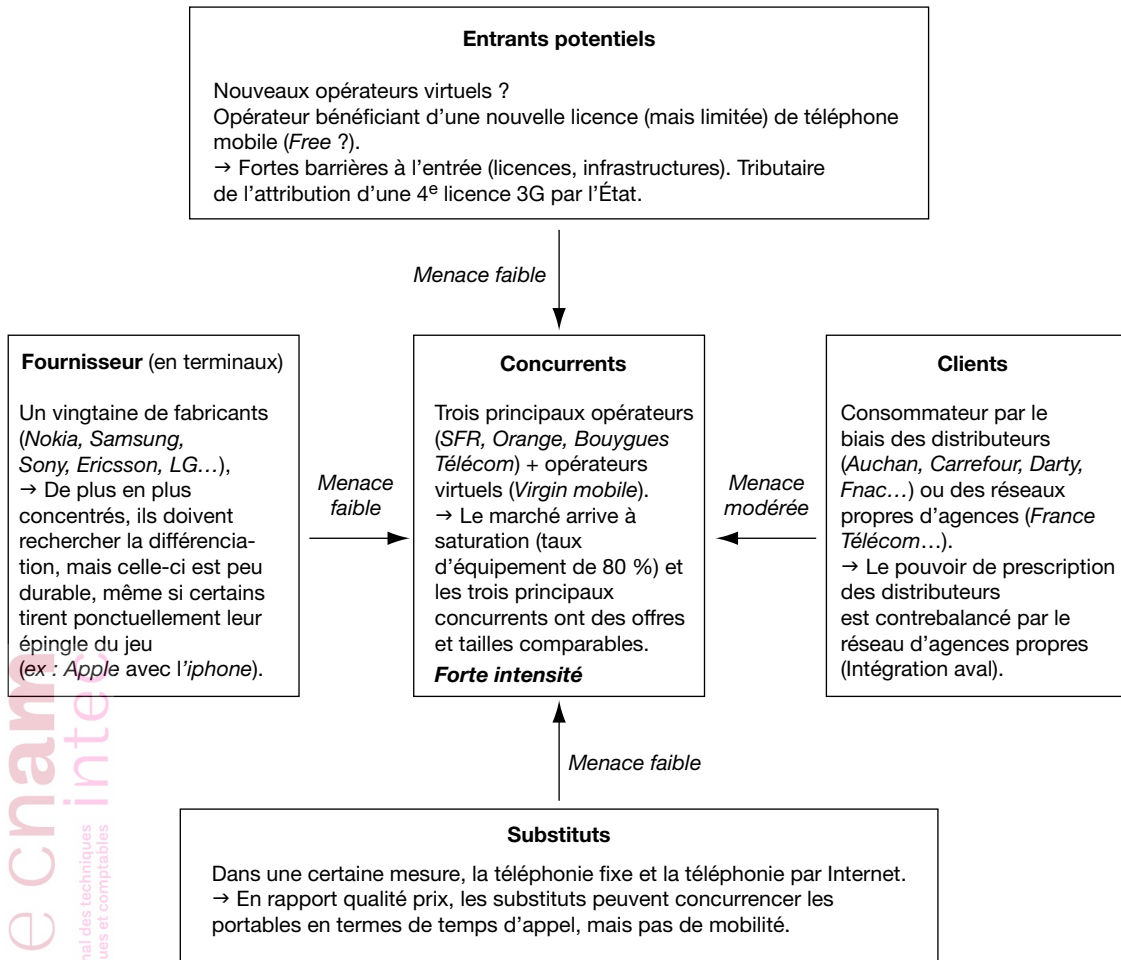 Entrants potentiels
Nouveaux opérateurs virtuels ?
Opérateur bénéficiant d'une nouvelle licence (mais limitée) de téléphone
mobile (Free ?).
→ Fortes barrières à l'entrée (licences, infrastructures). Tributaire
de l'attribution d'une 4e licence 3G par l'État.
Menace faible
Fournisseur (en terminaux)
Un vingtaine de fabricants
(Nokia, Samsung,
Sony, Ericsson, LG…),
→ De plus en plus
concentrés, ils doivent
rechercher la différencia-
tion, mais celle-ci est peu
durable, même si certains
tirent ponctuellement leur
épingle du jeu
(ex : Apple avec l'iphone).
Menace
faible
Concurrents
Trois principaux opérateurs
(SFR, Orange, Bouygues
Télécom) + opérateurs
virtuels (Virgin mobile).
→ Le marché arrive à
saturation (taux
d'équipement de 80 %) et
les trois principaux
concurrents ont des offres
et tailles comparables.
Forte intensité
Menace
modérée
Clients
Consommateur par le
biais des distributeurs
(Auchan, Carrefour, Darty,
Fnac…) ou des réseaux
propres d'agences (France
Télécom…).
→ Le pouvoir de prescription
des distributeurs
est contrebalancé par le
réseau d'agences propres
(Intégration aval).
Menace faible
Substituts
Dans une certaine mesure, la téléphonie fixe et la téléphonie par Internet.
→ En rapport qualité prix, les substituts peuvent concurrencer les
portables en termes de temps d'appel, mais pas de mobilité.
e cnam
intec
des techniques
et comptables